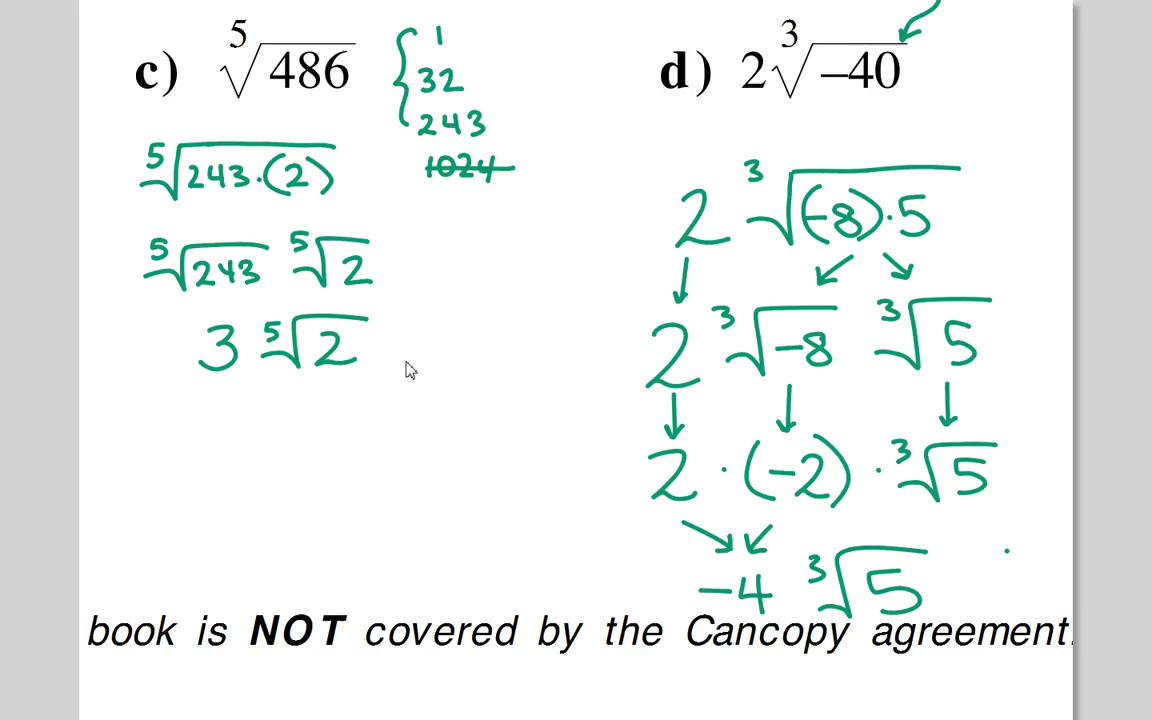 c) ⁵√486 { 1
32
243
1024
⁵√243·(2)
⁵√243 ⁵√2
3 ⁵√2
d) 2 ³√–40
2 ³√(-8)·5
2 ³√-8 ³√5
2 · (-2) · ³√5
-4 ³√5
book is NOT covered by the Cancopy agreement.